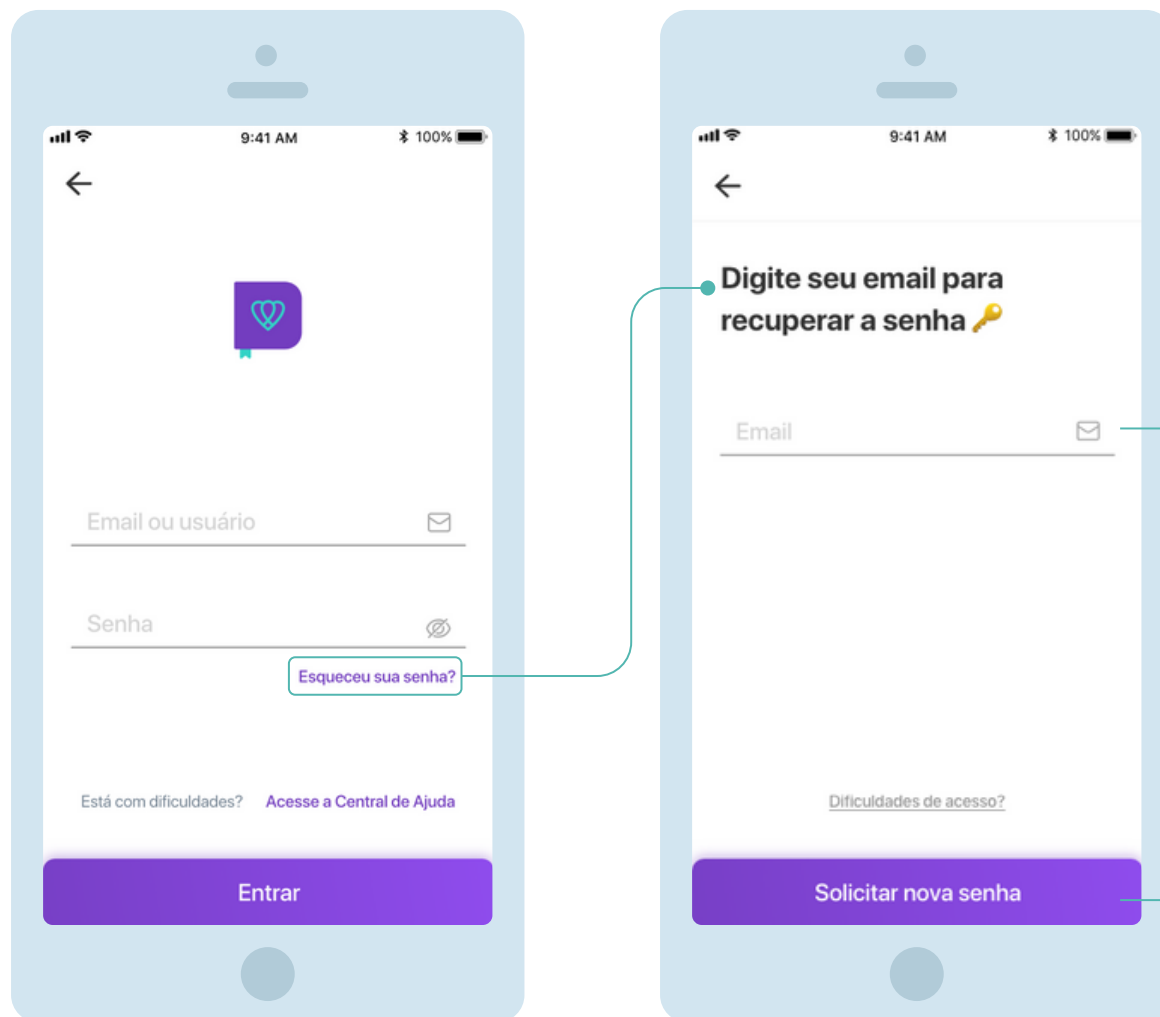 9:41 AM
100%
Email ou usuário
Senha
Esqueceu sua senha?
Está com dificuldades? Acesse a Central de Ajuda
Entrar
9:41 AM
100%
Digite seu email para
recuperar a senha
Email
Dificuldades de acesso?
Solicitar nova senha